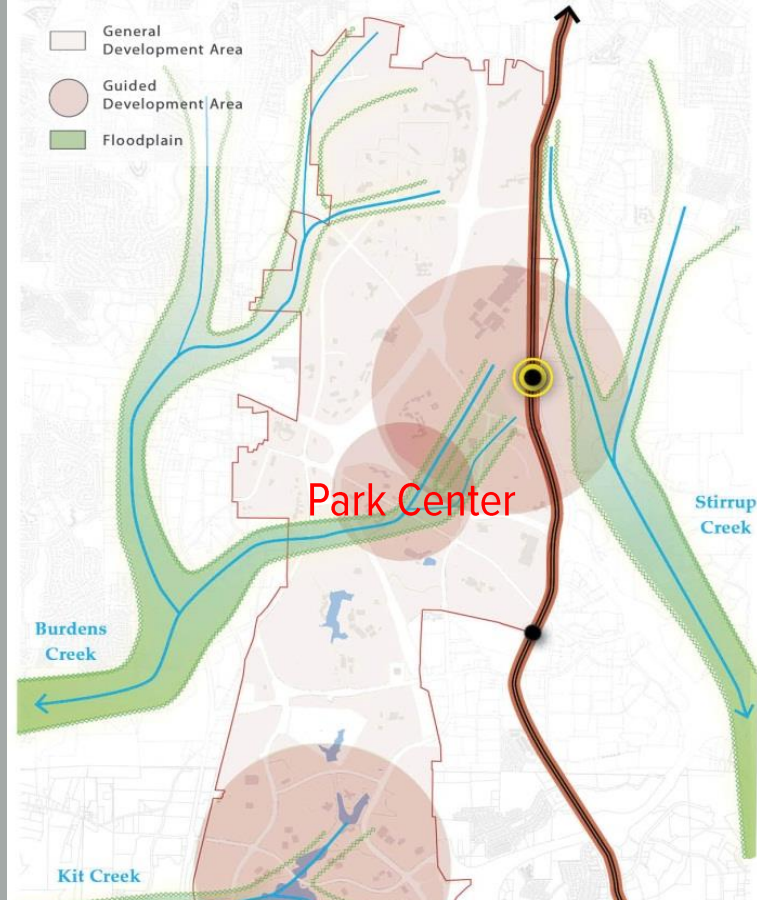 General
Development Area
Guided
Development Area
Floodplain
Park Center
Stirrup
Creek
Burdens
Creek
Kit Creek